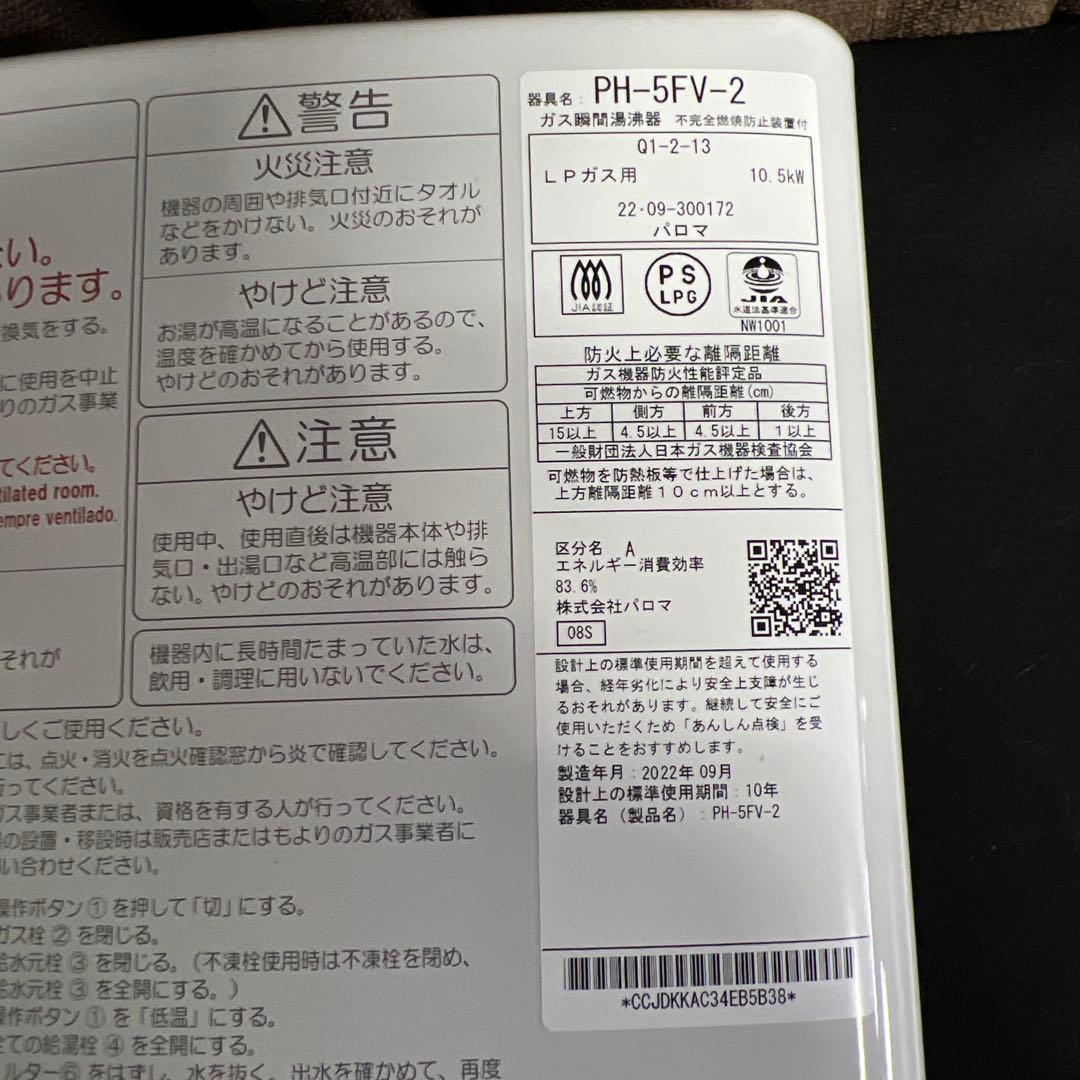 い。
ります。
換気をする。
に使用を中止
りのガス事業
てください。
tilated room.
empre ventilado.
それが
警告
火災注意
機器の周囲や排気口付近にタオル
などをかけない。火災のおそれが
あります。
やけど注意
お湯が高温になることがあるので、
温度を確かめてから使用する。
やけどのおそれがあります。
注意
やけど注意
使用中、使用直後は機器本体や排
気口・出湯口など高温部には触ら
ない。やけどのおそれがあります。
機器内に長時間たまっていた水は、
飲用・調理に用いないでください。
しくご使用ください。
には、点火・消火を点火確認窓から炎で確認してください。
行ってください。
ガス事業者または、資格を有する人が行ってください。
の設置・移設時は販売店またはもよりのガス事業者に
い合わせください。
操作ボタン①を押して「切」にする。
ガス栓②を閉じる。
給水元栓③を閉じる。(不凍栓使用時は不凍栓を閉め、
給水元栓③を全開にする。)
操作ボタン①を「低温」にする。
全ての給湯栓④を全開にする。
ルター⑥をはずし、水を抜く。出水を確かめて、再度
器具名: PH-5FV-2
ガス瞬間湯沸器 不完全燃焼防止装置付
Q1-2-13
LPガス用 10.5kW
22・09-300172
パロマ
JIA認証
PS
LPG
JIA
水道法基準適合
NW1001
防火上必要な離隔距離
ガス機器防火性能評定品
可燃物からの離隔距離(cm)
上方 側方 前方 後方
15以上 4.5以上 4.5以上 1以上
一般財団法人日本ガス機器検査協会
可燃物を防熱板等で仕上げた場合は、
上方離隔距離10cm以上とする。
区分名 A
エネルギー消費効率
83.6%
株式会社パロマ
08S
設計上の標準使用期間を超えて使用する
場合、経年劣化により安全上支障が生じ
るおそれがあります。継続して安全にご
使用いただくため「あんしん点検」を受
けることをおすすめします。
製造年月:2022年09月
設計上の標準使用期間:10年
器具名(製品名):PH-5FV-2
*CCJDKKAC34EB5B38*